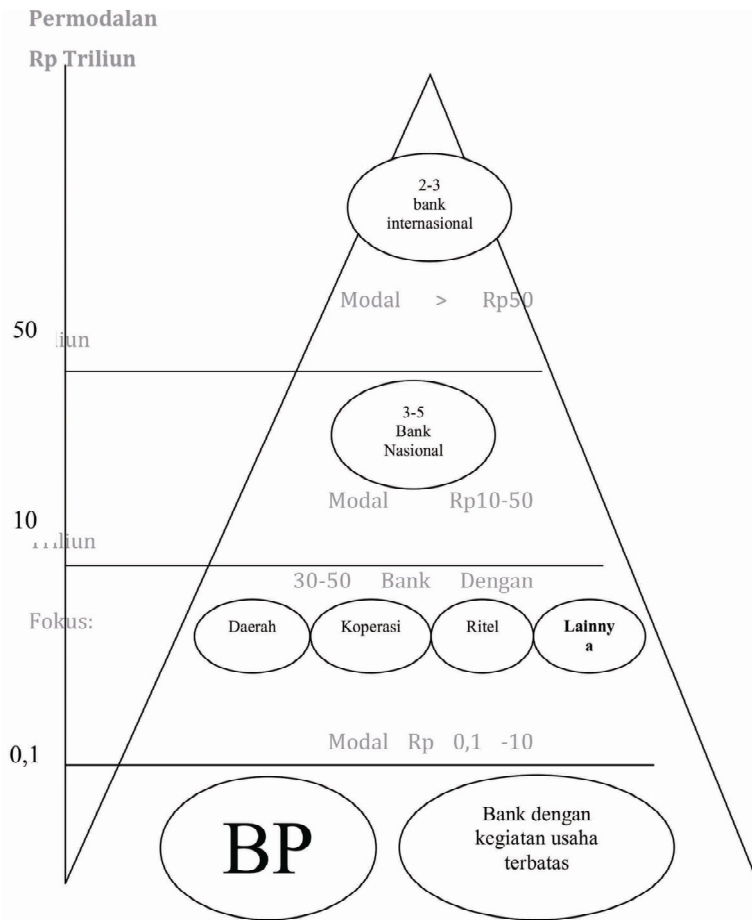 Permodalan
Rp Triliun
2-3
bank
internasional
Modal > Rp50
50
iliun
3-5
Bank
Nasional
Modal Rp10-50
10
Triliun
30-50 Bank Dengan
Fokus:
Daerah
Koperasi
Ritel
Lainny
a
Modal Rp 0,1 -10
0,1
BP
Bank dengan
kegiatan usaha
terbatas